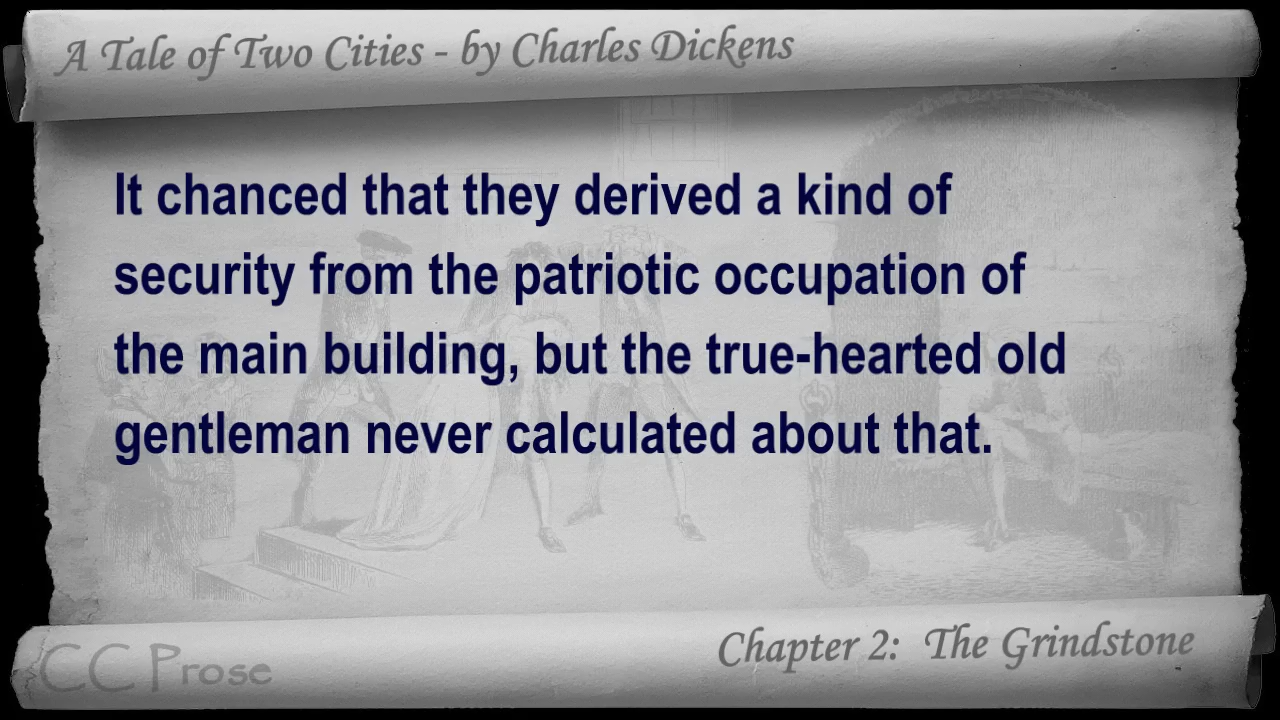 A Tale of Two Cities - by Charles Dickens
It chanced that they derived a kind of
security from the patriotic occupation of
the main building, but the true-hearted old
gentleman never calculated about that.
Chapter 2: The Grindstone
CC Prose